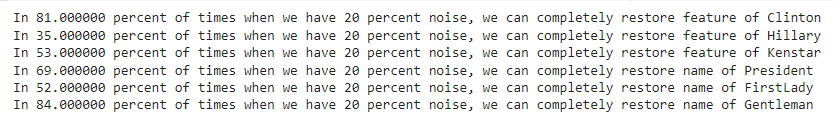 In 81.000000 percent of times when we have 20 percent noise, we can completely restore feature of Clinton
In 35.000000 percent of times when we have 20 percent noise, we can completely restore feature of Hillary
In 53.000000 percent of times when we have 20 percent noise, we can completely restore feature of Kenstar
In 69.000000 percent of times when we have 20 percent noise, we can completely restore name of President
In 52.000000 percent of times when we have 20 percent noise, we can completely restore name of FirstLady
In 84.000000 percent of times when we have 20 percent noise, we can completely restore name of Gentleman